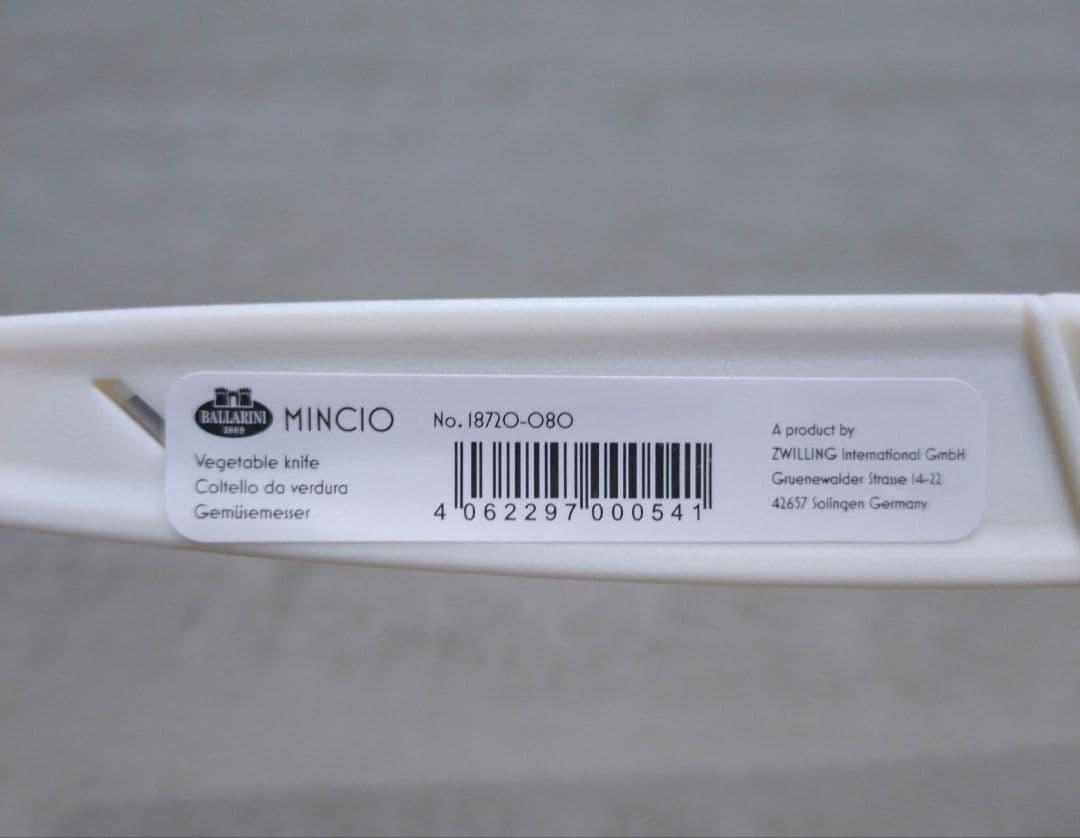 BALLARINI
1889
MINCIO
Vegetable knife
Coltello da verdura
Gemüsemesser
No. 18720-080
4 062297 000541
A product by
ZWILLING International GmbH
Gruenewalder Strasse 14-22
42657 Solingen Germany